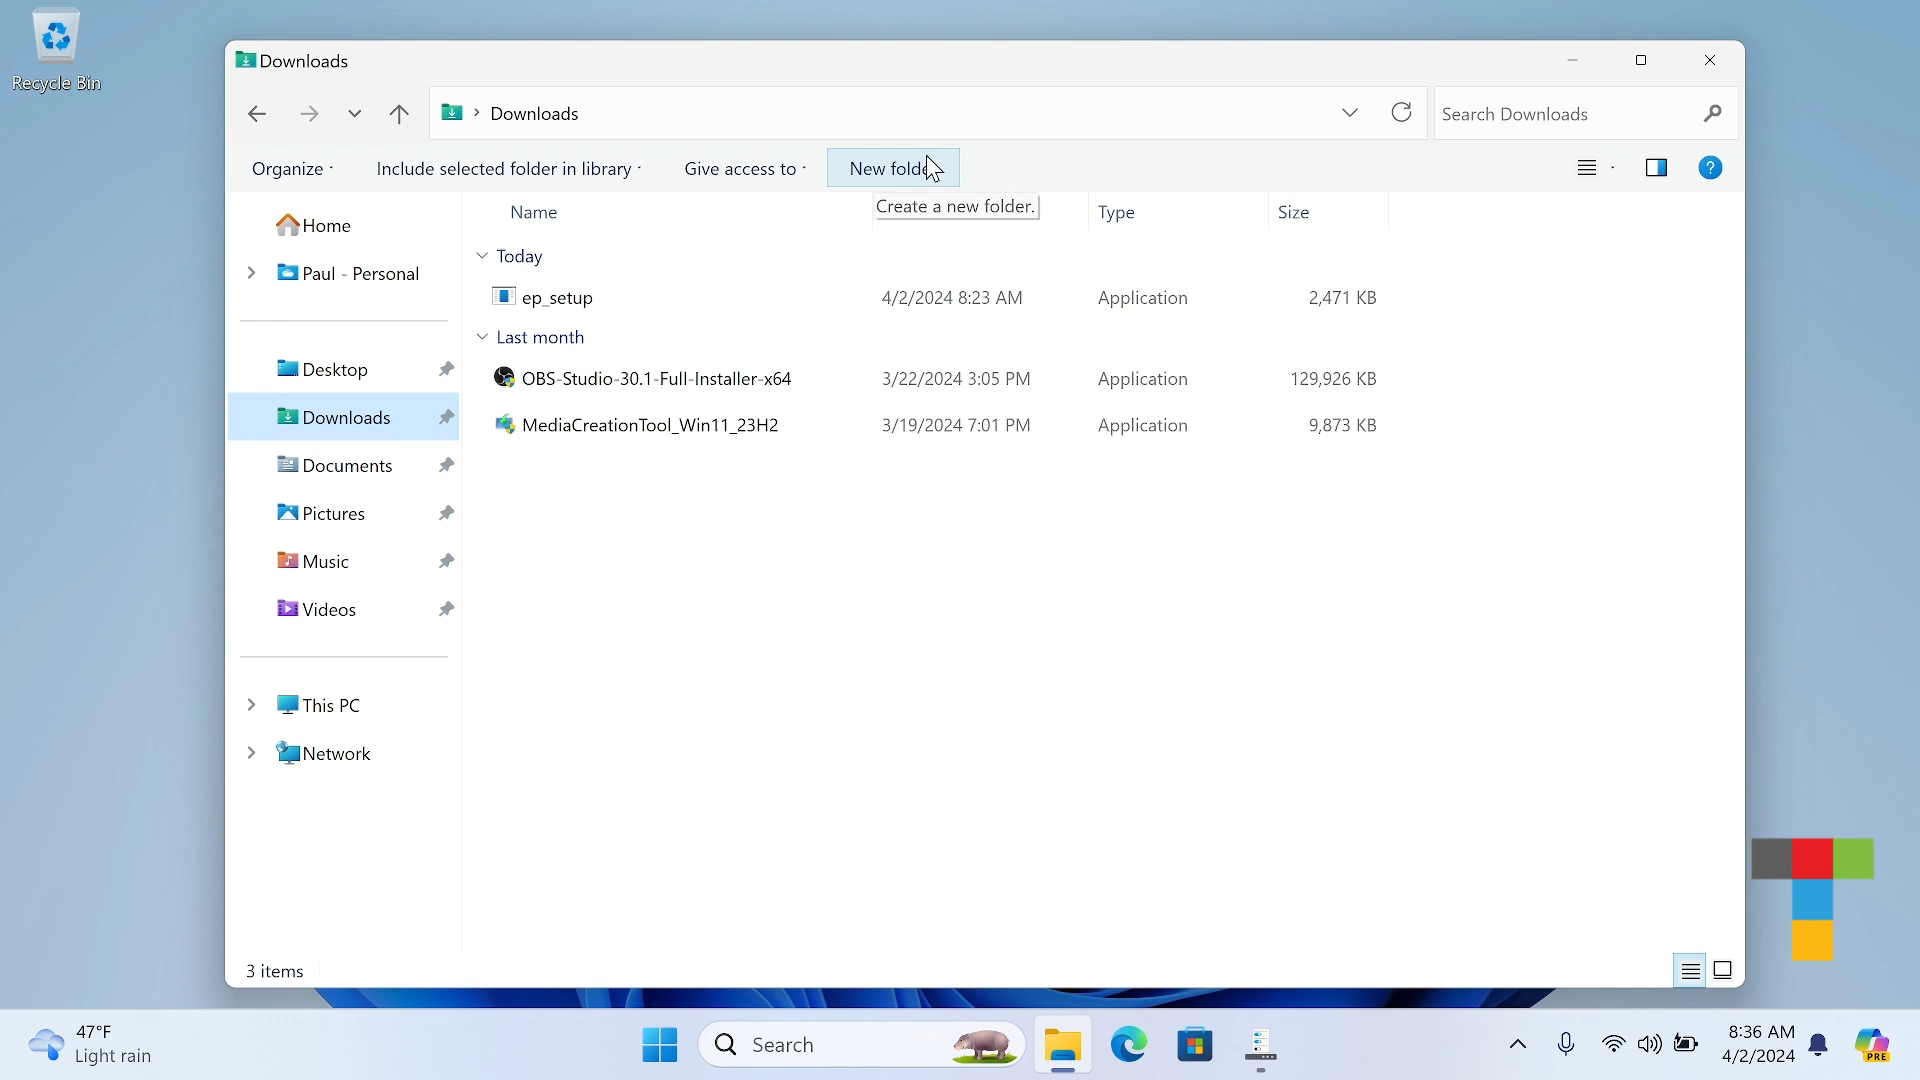 Recycle Bin
Downloads
Downloads
Search Downloads
Organize
Include selected folder in library
Give access to
New folde
Create a new folder.
Name
Type
Size
Home
Paul - Personal
Desktop
Downloads
Documents
Pictures
Music
Videos
This PC
Network
Today
ep_setup 4/2/2024 8:23 AM Application 2,471 KB
Last month
OBS-Studio-30.1-Full-Installer-x64 3/22/2024 3:05 PM Application 129,926 KB
MediaCreationTool_Win11_23H2 3/19/2024 7:01 PM Application 9,873 KB
3 items
47°F
Light rain
Search
8:36 AM
4/2/2024
PRE